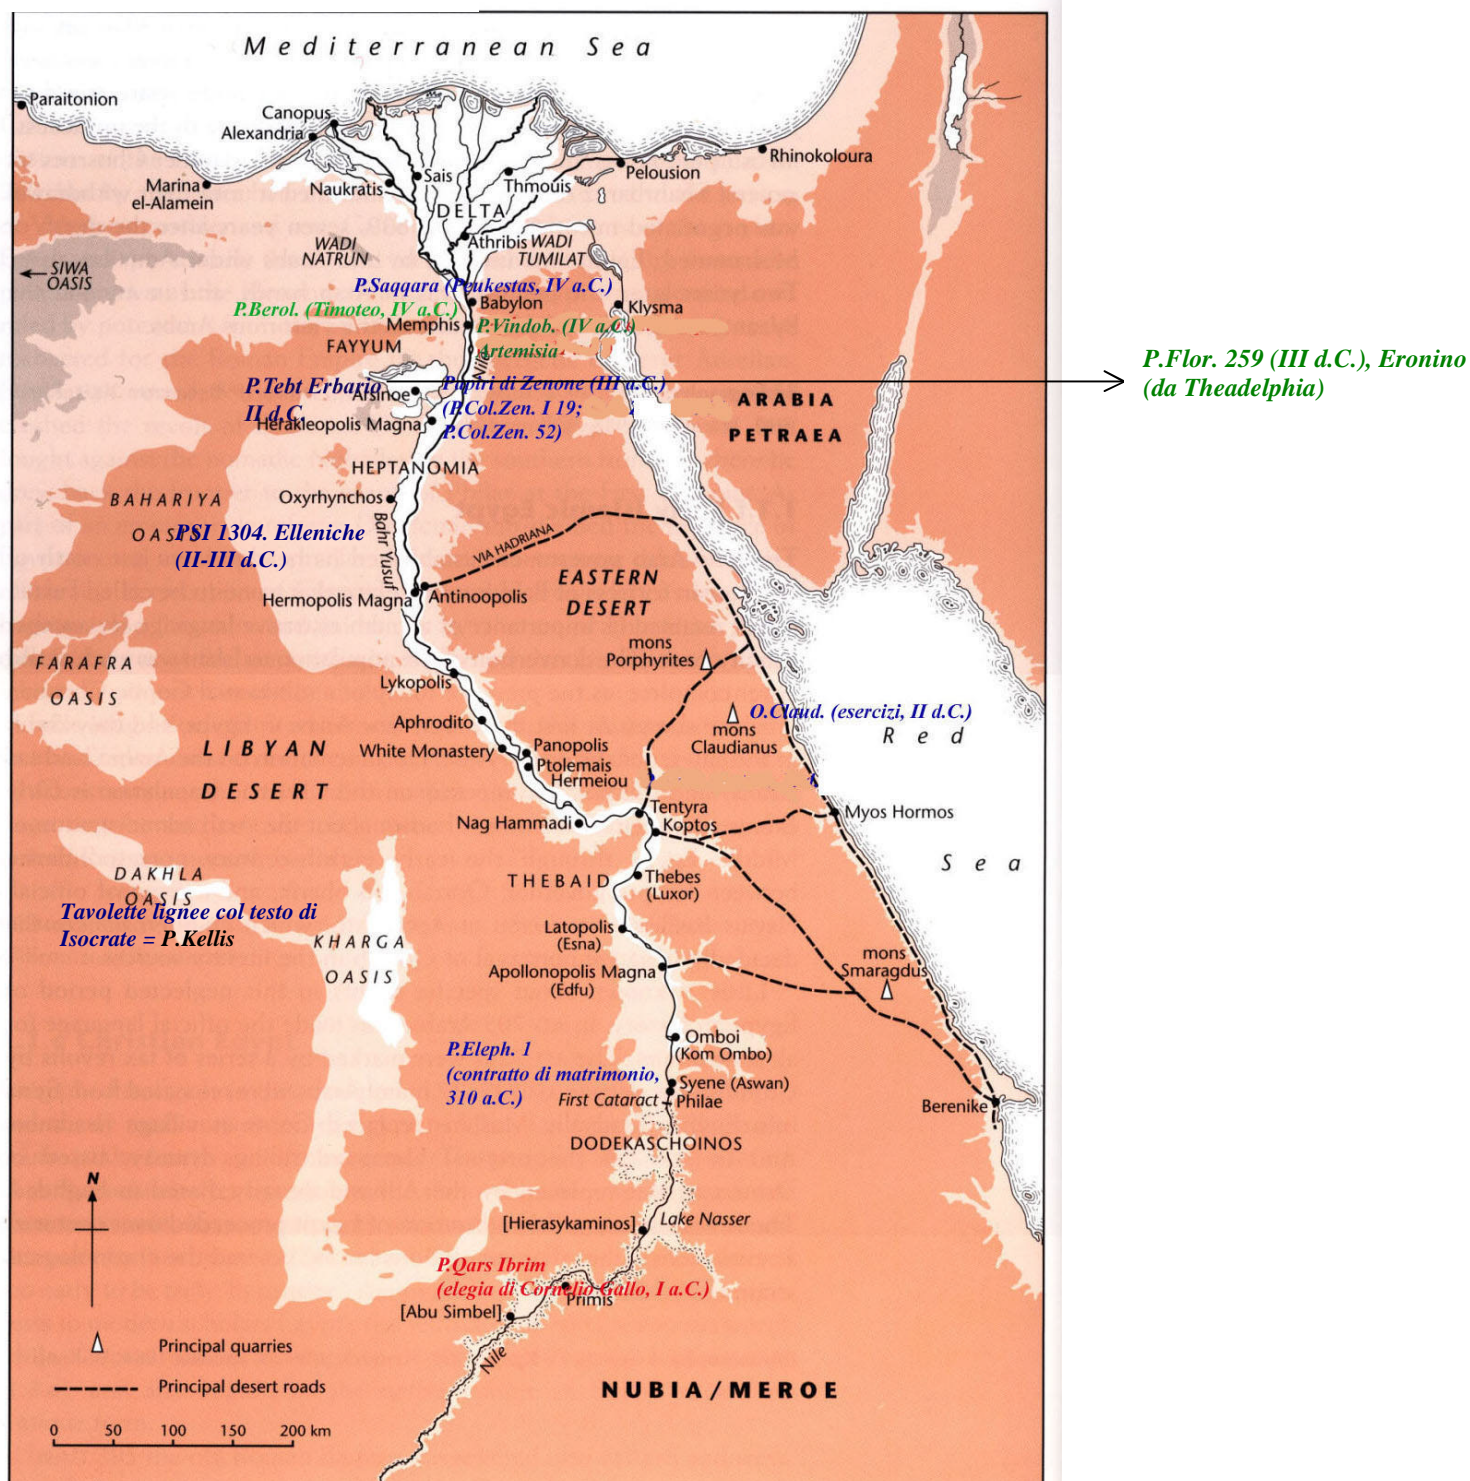 Mediterranean Sea
Paraitonion
Canopus
Alexandria
Rhinokoloura
Marina
el-Alamein
Naukratis
Sais
Thmouis
Pelousion
DELTA
WADI
NATRUN
Athribis
WADI
TUMILAT
SIWA
OASIS
P.Saqqara (Peukestas, IV a.C.)
P.Berol. (Timoteo, IV a.C.)
Babylon
Klysma
Memphis
P.Vindob. (IV a.C.)
Artemisia
FAYYUM
Nile
P.Flor. 259 (III d.C.), Eronino
(da Theadelphia)
P.Tebt Erbario
II d.C.
Arsinoe
Papiri di Zenone (III a.C.)
(P.Col.Zen. I 19;
P.Col.Zen. 52)
ARABIA
PETRAEA
Herakleopolis Magna
HEPTANOMIA
BAHARIYA
OASIS
Oxyrhynchos
PSI 1304. Elleniche
(II-III d.C.)
Bahr Yusuf
VIA HADRIANA
EASTERN
DESERT
Hermopolis Magna
Antinoopolis
mons
Porphyrites
FARAFRA
OASIS
Lykopolis
O.Claud. (esercizi, II d.C.)
mons
Claudianus
Red
Sea
Aphrodito
White Monastery
Panopolis
Ptolemais
Hermeiou
LIBYAN
DESERT
Nag Hammadi
Tentyra
Koptos
Myos Hormos
DAKHLA
OASIS
THEBAID
Thebes
(Luxor)
Tavolette lignee col testo di
Isocrate = P.Kellis
KHARGA
OASIS
Latopolis
(Esna)
Apollonopolis Magna
(Edfu)
mons
Smaragdus
Omboi
(Kom Ombo)
P.Eleph. 1
(contratto di matrimonio,
310 a.C.)
Syene (Aswan)
First Cataract
Philae
Berenike
DODEKASCHOINOS
N
[Hierasykaminos]
Lake Nasser
P.Qars Ibrim
(elegia di Cornelio Gallo, I a.C.)
Primis
[Abu Simbel]
Nile
Principal quarries
Principal desert roads
NUBIA/MEROE
0 50 100 150 200 km